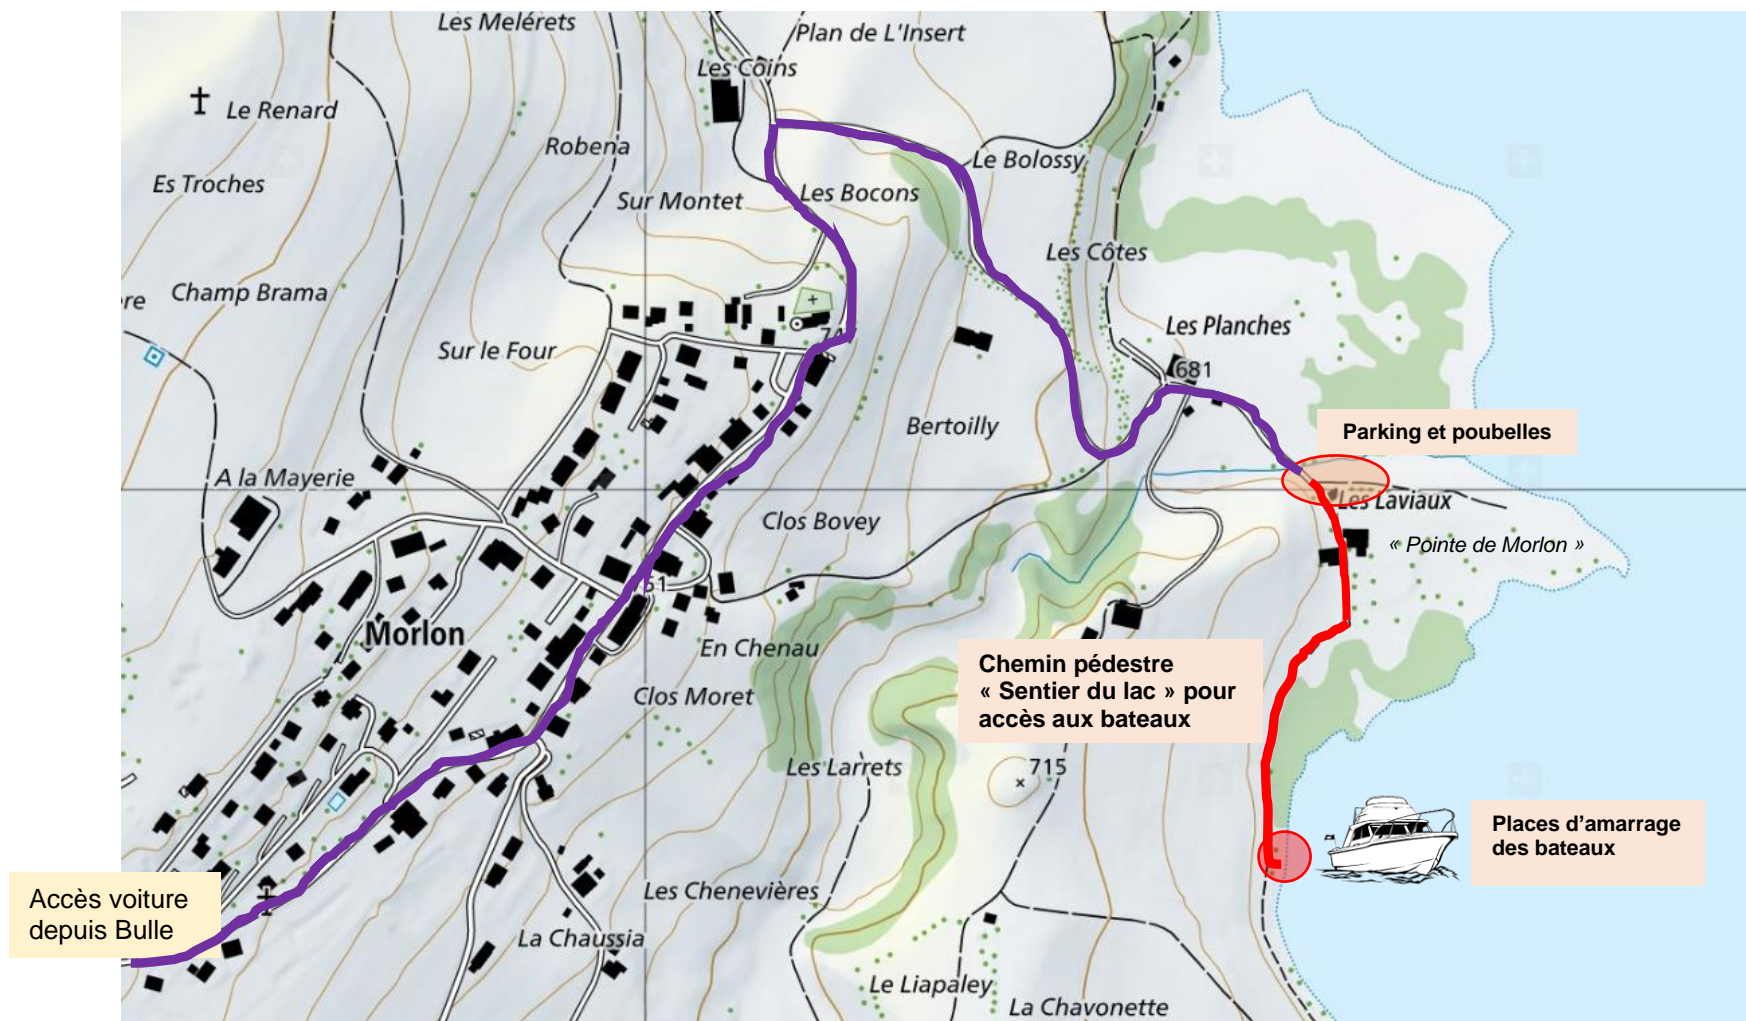 Les Melérets
Plan de L'Insert
Les Coins
Le Renard
Robena
Le Bolossy
Es Troches
Sur Montet
Les Bocons
Les Côtes
Champ Brama
Les Planches
Sur le Four
681
Parking et poubelles
Bertoilly
A la Mayerie
Les Laviaux
Clos Bovey
« Pointe de Morlon »
Morlon
En Chenau
Chemin pédestre
« Sentier du lac » pour
accès aux bateaux
Clos Moret
Les Larrets
715
Places d'amarrage
des bateaux
Accès voiture
depuis Bulle
Les Chenevières
La Chaussia
Le Liapaley
La Chavonette